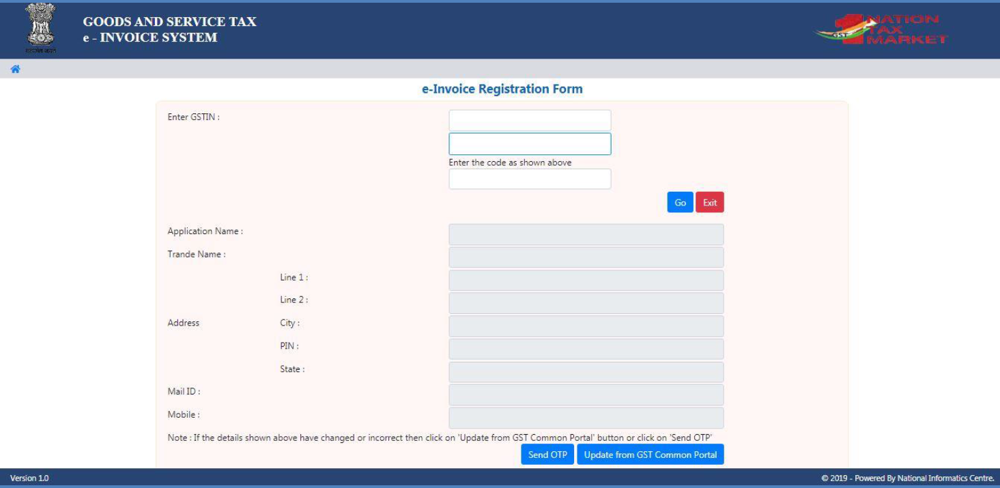 GOODS AND SERVICE TAX
e - INVOICE SYSTEM
GST
1 NATION
TAX
MARKET
e-Invoice Registration Form
Enter GSTIN :
Enter the code as shown above
Go Exit
Application Name :
Trande Name :
Line 1 :
Line 2 :
Address City :
PIN :
State :
Mail ID :
Mobile :
Note : If the details shown above have changed or incorrect then click on 'Update from GST Common Portal' button or click on 'Send OTP'
Send OTP Update from GST Common Portal
Version 1.0 © 2019 - Powered By National Informatics Centre.